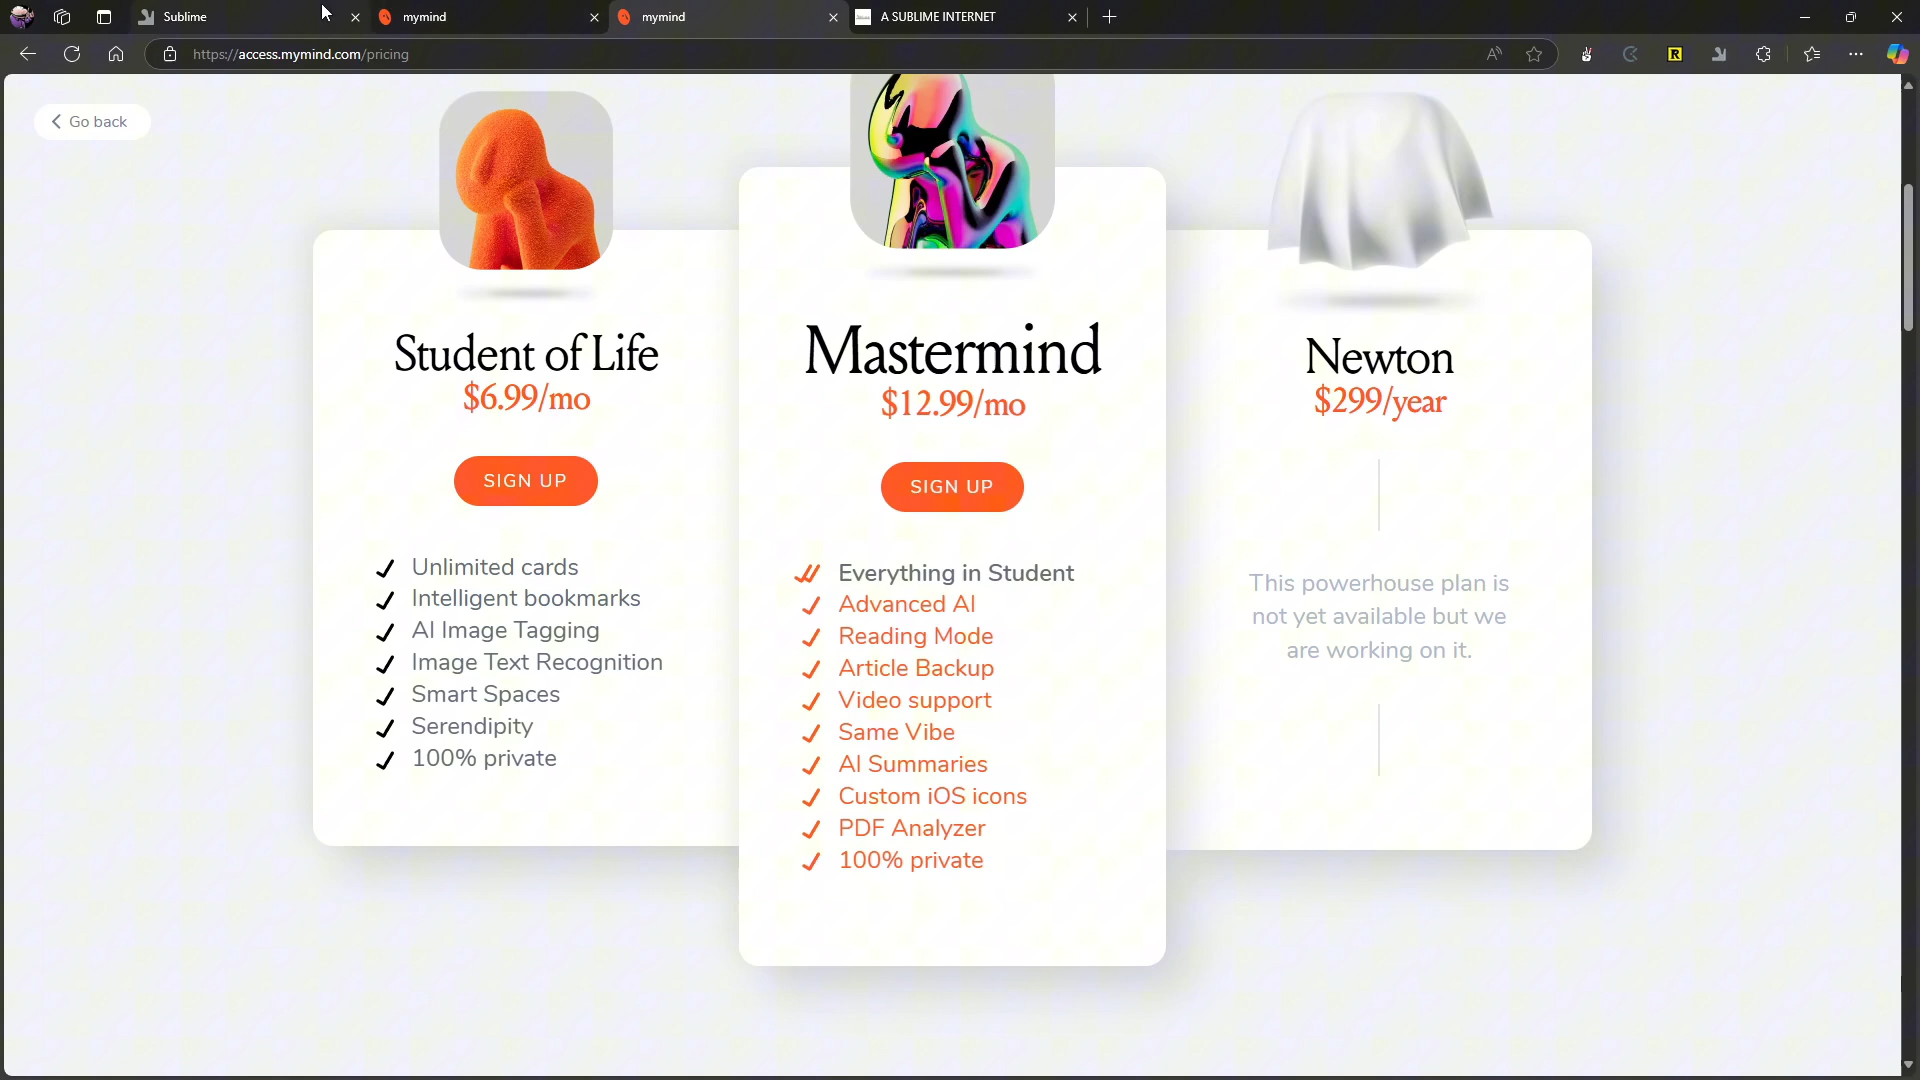 Sublime
mymind
mymind
A SUBLIME INTERNET
https://access.mymind.com/pricing
Go back
Student of Life
$6.99/mo
SIGN UP
Unlimited cards
Intelligent bookmarks
AI Image Tagging
Image Text Recognition
Smart Spaces
Serendipity
100% private
Mastermind
$12.99/mo
SIGN UP
Everything in Student
Advanced AI
Reading Mode
Article Backup
Video support
Same Vibe
AI Summaries
Custom iOS icons
PDF Analyzer
100% private
Newton
$299/year
This powerhouse plan is
not yet available but we
are working on it.